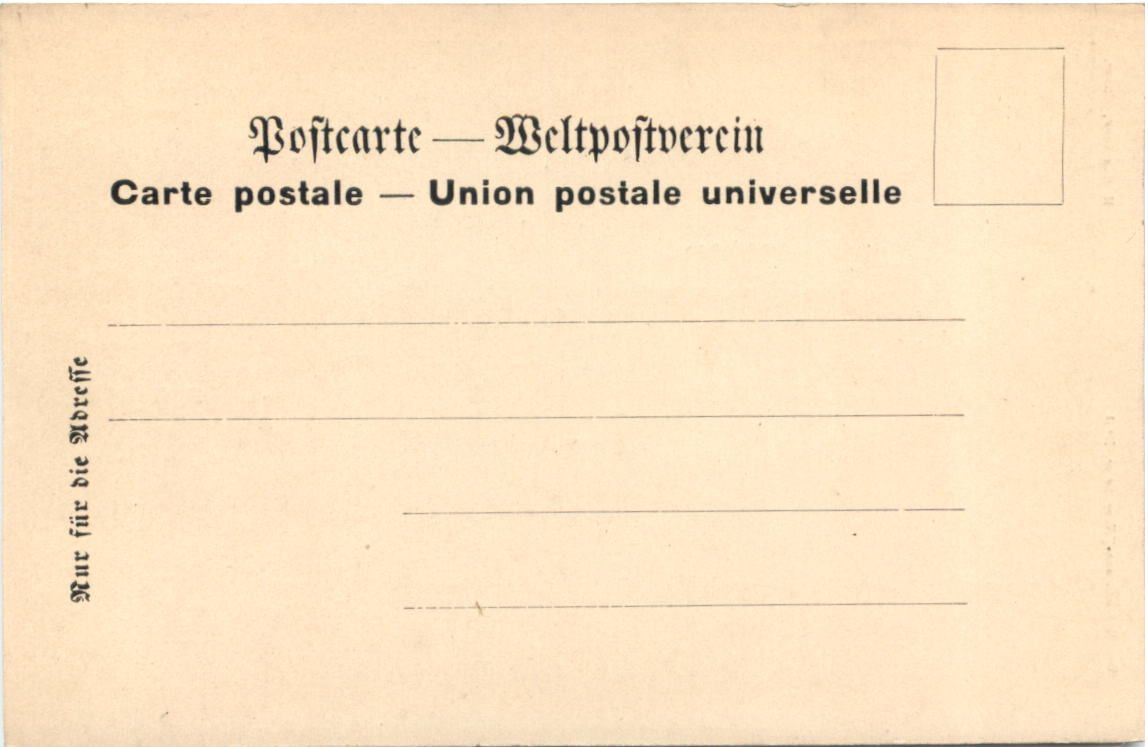 Postcarte — Weltpostverein
Carte postale — Union postale universelle
Nur für die Adresse